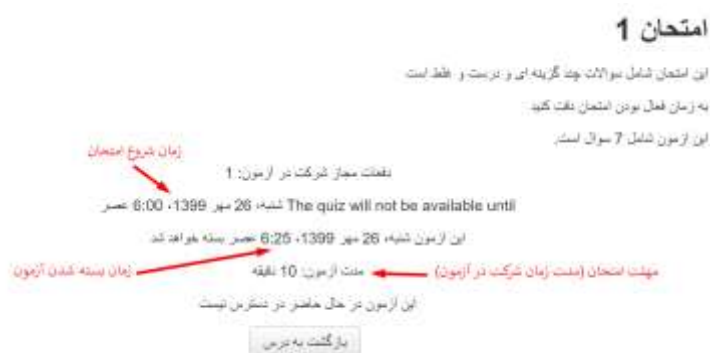 امتحان 1
این امتحان شامل سوالات چند گزینه ای و درست و غلط است
به زمان فعال بودن امتحان دقت کنید
این ازمون شامل 7 سوال است.
زمان شروع امتحان
دفعات مجاز شرکت در آزمون: 1
The quiz will not be available until شنبه، 26 مهر 1399، 6:00 عصر
این ازمون شنبه، 26 مهر 1399، 6:25 عصر بسته خواهد شد
زمان بسته شدن آزمون
مدت آزمون: 10 دقیقه
مهلت امتحان (مدت زمان شرکت در آزمون)
این آزمون در حال حاضر در دسترس نیست
بازگشت به درس